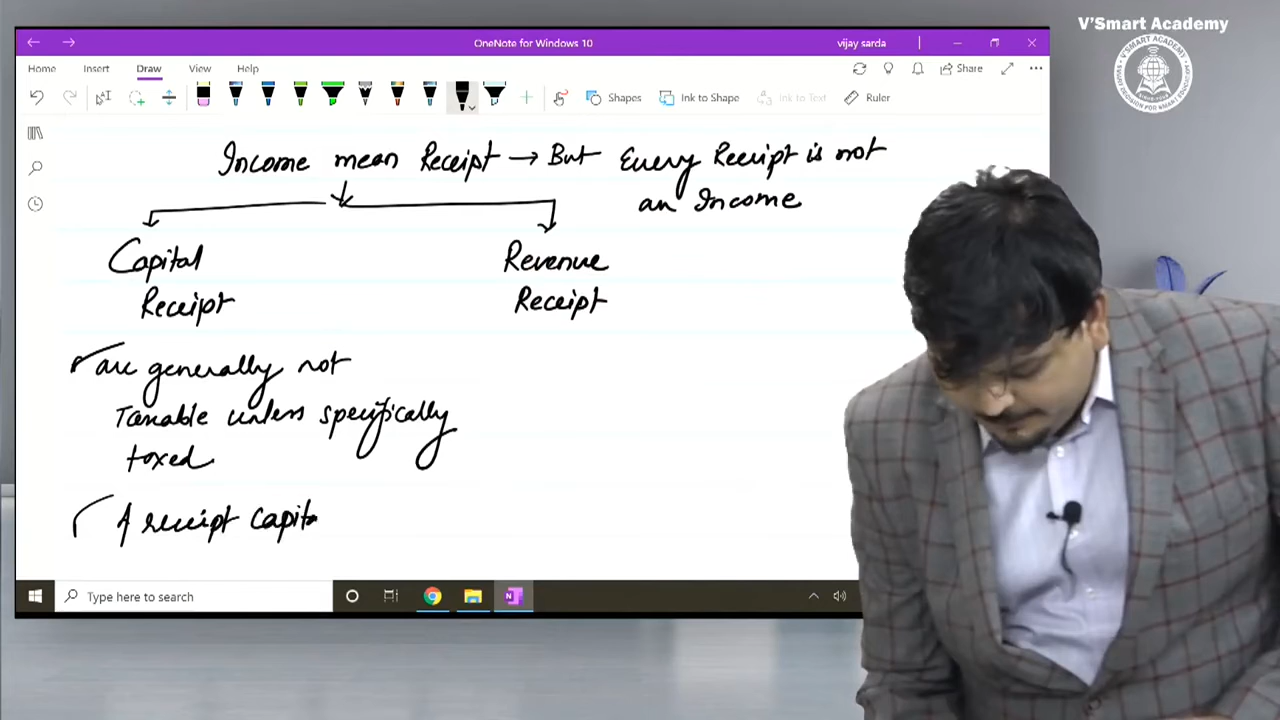 V'Smart Academy
OneNote for Windows 10
vijay sarda
Home Insert Draw View Help
Share
Shapes Ink to Shape Ink to Text Ruler
Income mean Receipt → But Every Receipt is not
an Income
Capital Revenue
Receipt Receipt
are generally not
Taxable unless specifically
taxed
A receipt capita
Type here to search